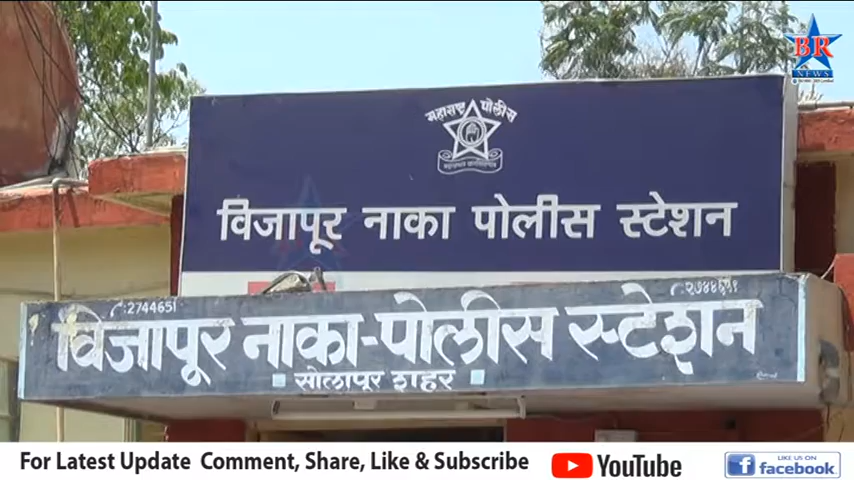 BR
NEWS
महाराष्ट्र पोलीस
विजापूर नाका पोलीस स्टेशन
2744651
२७४४६५१
विजापूर नाका-पोलीस स्टेशन
सोलापूर शहर
For Latest Update Comment, Share, Like & Subscribe
YouTube
LIKE US ON
facebook